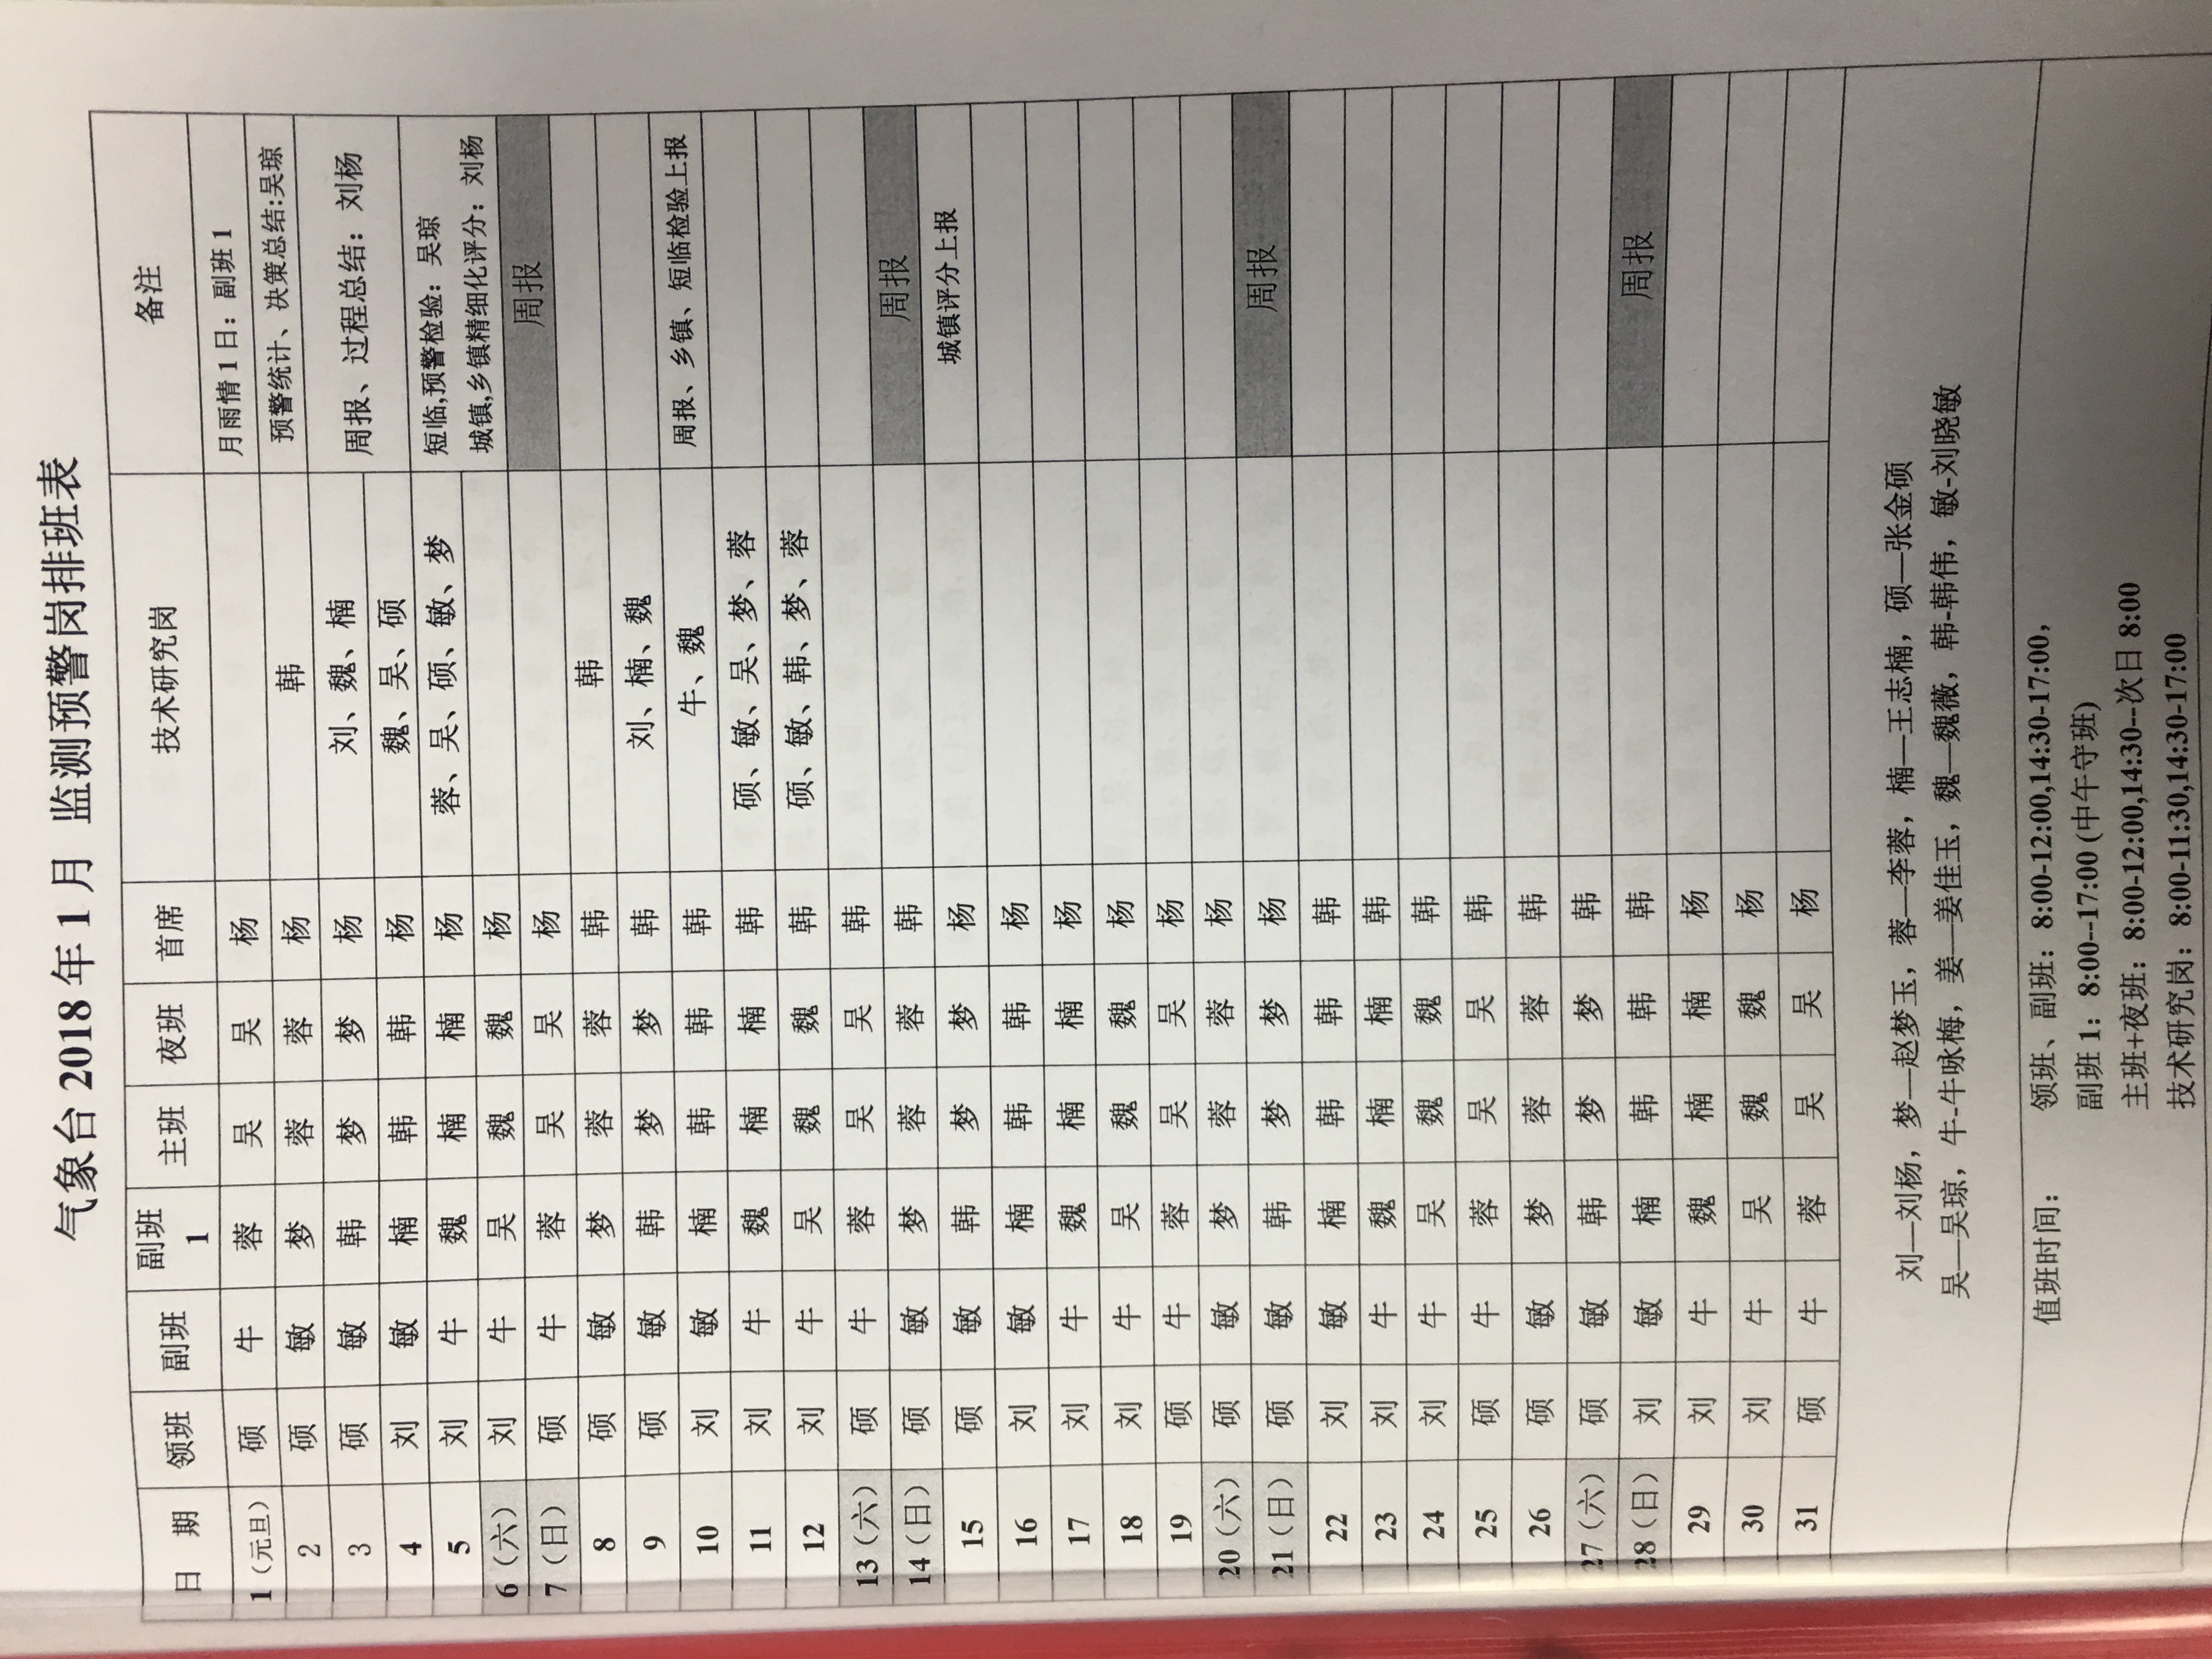 气象台 2018 年 1 月 监测预警岗排班表
日 期 领班 副班 副班1 主班 夜班 首席 技术研究岗 备注
1（元旦） 硕 牛 蓉 吴 吴 杨 月雨情 1 日：副班 1
2 硕 敏 梦 蓉 蓉 杨 韩 预警统计、决策总结:吴琼
3 硕 敏 韩 梦 梦 杨 刘、魏、楠 周报、过程总结：刘杨
4 刘 敏 楠 韩 韩 杨 魏、吴、硕
5 刘 牛 魏 楠 楠 杨 蓉、吴、硕、敏、梦 短临,预警检验：吴琼
城镇,乡镇精细化评分：刘杨
6（六） 刘 牛 吴 魏 魏 杨
7（日） 硕 牛 蓉 吴 吴 杨 周报
8 硕 敏 梦 蓉 蓉 韩 韩
9 硕 敏 韩 梦 梦 韩 刘、楠、魏
10 刘 敏 楠 韩 韩 韩 牛、魏 周报、乡镇、短临检验上报
11 刘 牛 魏 楠 楠 韩 硕、敏、吴、梦、蓉
12 刘 牛 吴 魏 魏 韩 硕、敏、韩、梦、蓉
13（六） 硕 牛 蓉 吴 吴 韩
14（日） 硕 敏 梦 蓉 蓉 韩 周报
15 硕 敏 韩 梦 梦 杨 城镇评分上报
16 刘 敏 楠 韩 韩 杨
17 刘 牛 魏 楠 楠 杨
18 刘 牛 吴 魏 魏 杨
19 硕 牛 蓉 吴 吴 杨
20（六） 硕 敏 梦 蓉 蓉 杨
21（日） 硕 敏 韩 梦 梦 杨 周报
22 刘 敏 楠 韩 韩 韩
23 刘 牛 魏 楠 楠 韩
24 刘 牛 吴 魏 魏 韩
25 硕 牛 蓉 吴 吴 韩
26 硕 敏 梦 蓉 蓉 韩
27（六） 硕 敏 韩 梦 梦 韩
28（日） 刘 敏 楠 韩 韩 韩 周报
29 刘 牛 魏 楠 楠 杨
30 刘 牛 吴 魏 魏 杨
31 硕 牛 蓉 吴 吴 杨
刘—刘杨，梦—赵梦玉，蓉—李蓉，楠—王志楠，硕—张金硕
吴—吴琼，牛-牛咏梅，姜—姜佳玉，魏—魏薇，韩-韩伟，敏-刘晓敏
值班时间： 领班、副班：8:00-12:00,14:30-17:00，
副班 1：8:00--17:00 (中午守班)
主班+夜班：8:00-12:00,14:30--次日 8:00
技术研究岗：8:00-11:30,14:30-17:00